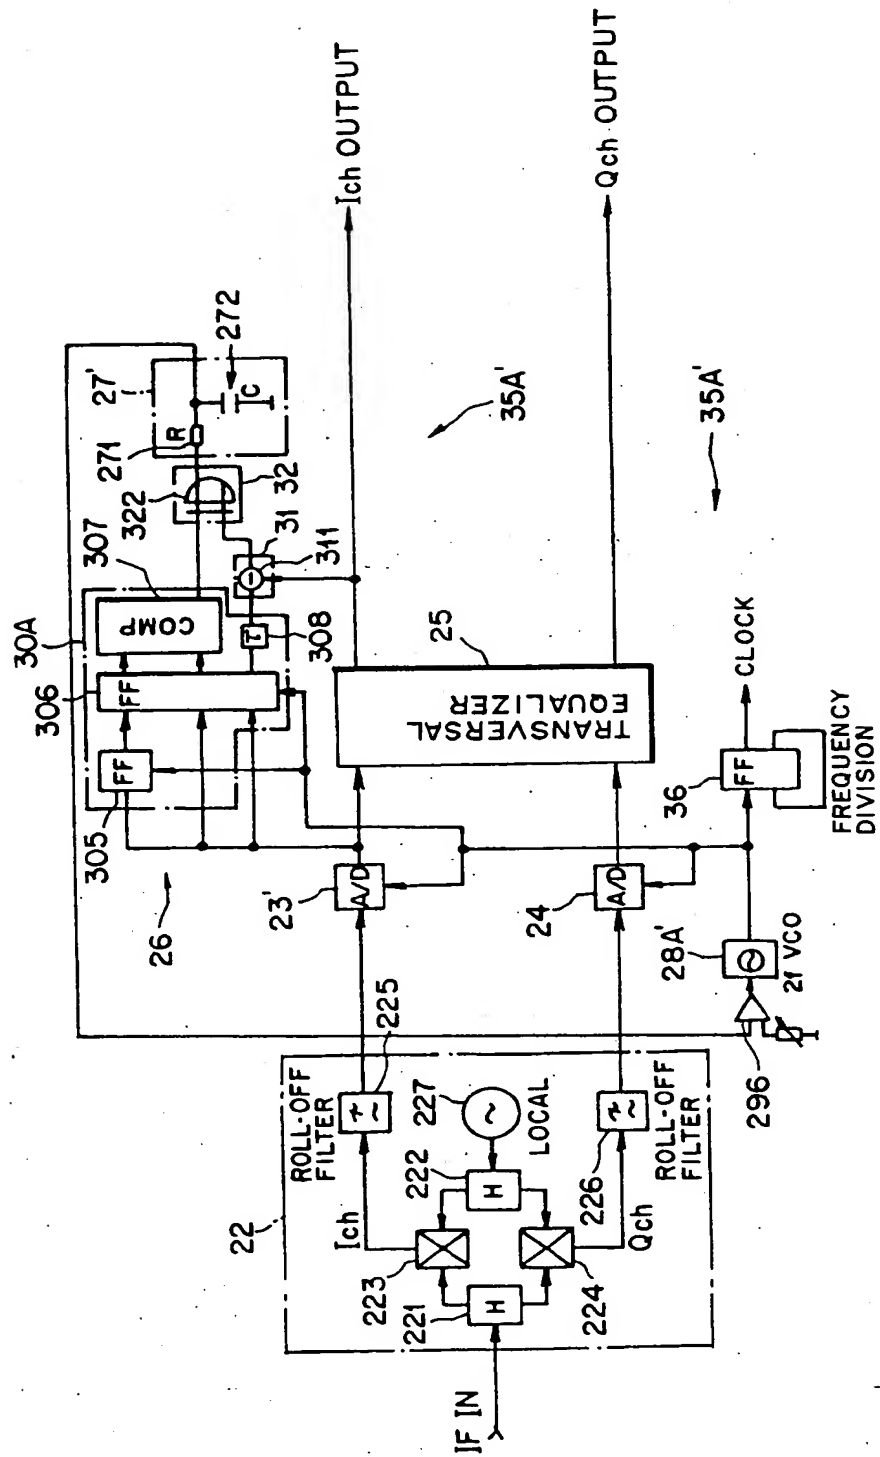 IF IN
22
221
H
223
224
222
H
227
LOCAL
Ich
Qch
ROLL-OFF
FILTER
225
226
ROLL-OFF
FILTER
26
23'
A/D
24
A/D
296
28A'
2f VCO
36
FF
FREQUENCY
DIVISION
CLOCK
TRANSVERSAL
EQUALIZER
25
30A
305
FF
306
FF
307
COMP
τ
308
31
311
322
32
27'
271
R
C
272
35A'
35A'
Ich OUTPUT
Qch OUTPUT